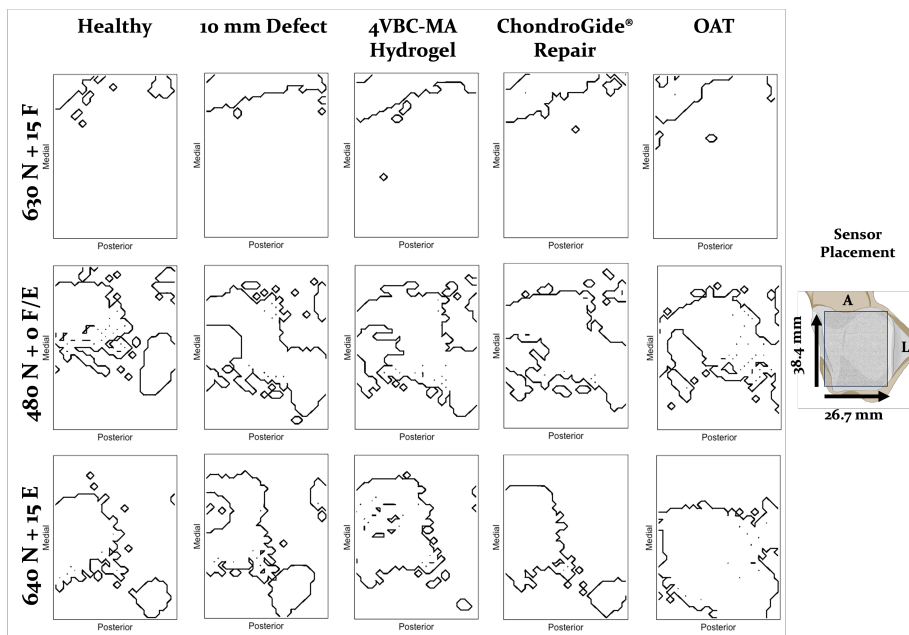 Healthy
10 mm Defect
4VBC-MA
Hydrogel
ChondroGide®
Repair
OAT
630 N + 15 F
Medial
Medial
Medial
Medial
Medial
Posterior
Posterior
Posterior
Posterior
Posterior
480 N + 0 F/E
Medial
Medial
Medial
Medial
Medial
Posterior
Posterior
Posterior
Posterior
Posterior
640 N + 15 E
Medial
Medial
Medial
Medial
Medial
Posterior
Posterior
Posterior
Posterior
Posterior
Sensor
Placement
A
L
38.4 mm
26.7 mm